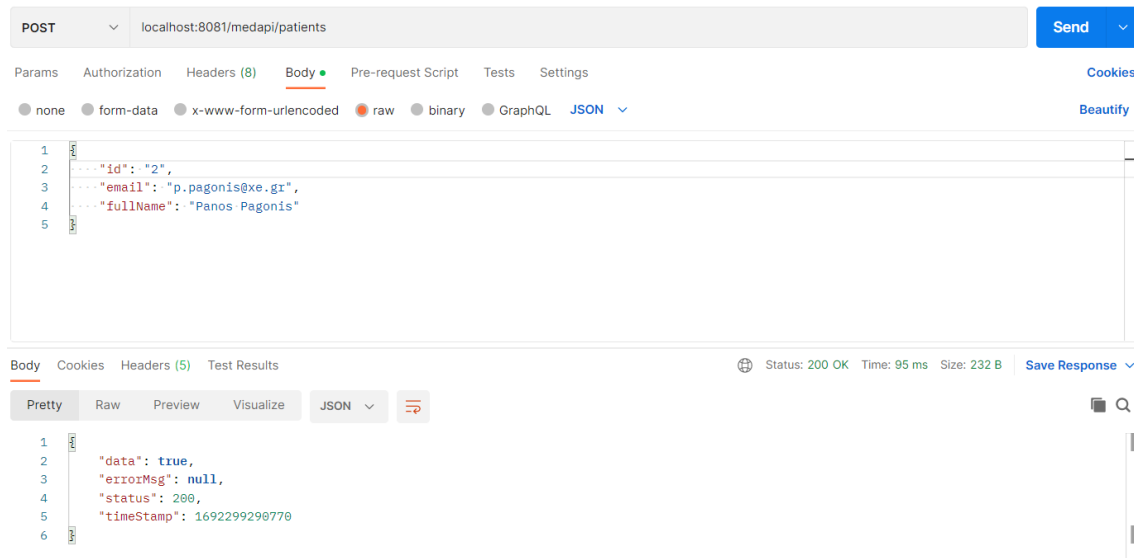 POST localhost:8081/medapi/patients Send
Params Authorization Headers (8) Body Pre-request Script Tests Settings Cookies
none form-data x-www-form-urlencoded raw binary GraphQL JSON Beautify
1 {
2 "id": "2",
3 "email": "p.pagonis@xe.gr",
4 "fullName": "Panos Pagonis"
5 }
Body Cookies Headers (5) Test Results Status: 200 OK Time: 95 ms Size: 232 B Save Response
Pretty Raw Preview Visualize JSON
1 {
2 "data": true,
3 "errorMsg": null,
4 "status": 200,
5 "timeStamp": 1692299290770
6 }